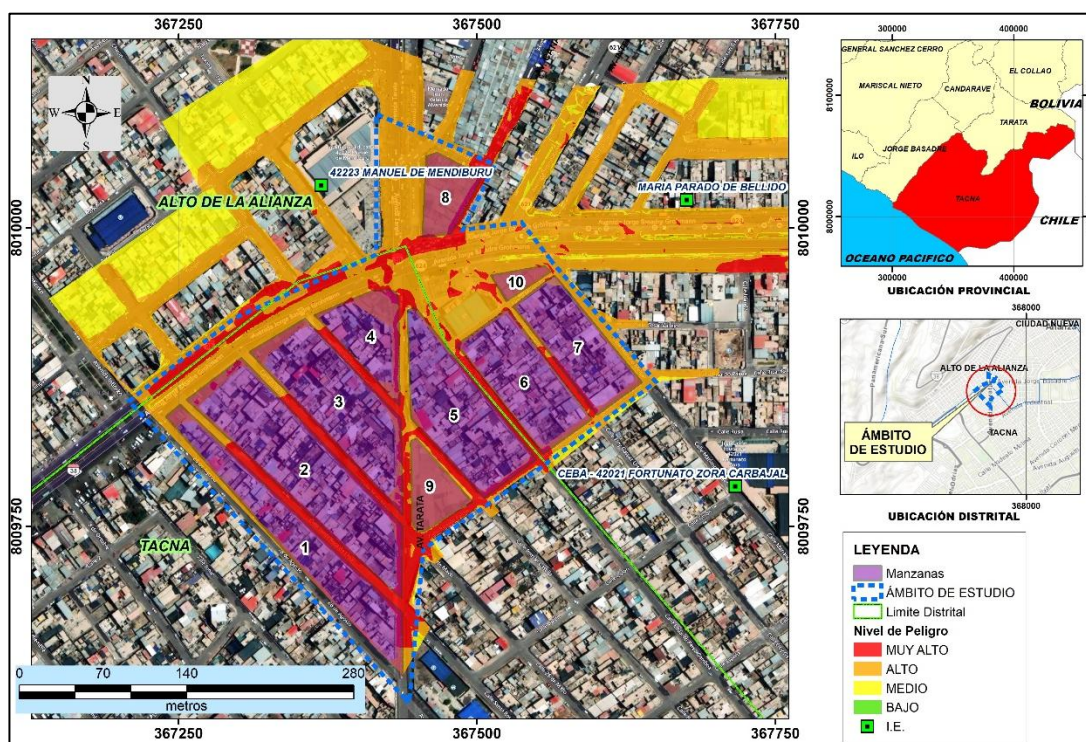 367250
367500
367750
8010000
8009750
N
W E
S
42223 MANUEL DE MENDIBURU
ALTO DE LA ALIANZA
MARIA PARADO DE BELLIDO
CEBA - 42021 FORTUNATO ZORA CARBAJAL
TACNA
AV. TARATA
1
2
3
4
5
6
7
8
9
10
0 70 140 280
metros
367250
367500
367750
8010000
8009750
300000
400000
8100000
8000000
GENERAL SANCHEZ CERRO
EL COLLAO
MARISCAL NIETO
CANDARAVE
BOLIVIA
TARATA
JORGE BASADRE
ILO
TACNA
CHILE
OCEANO PACIFICO
300000
400000
UBICACIÓN PROVINCIAL
368000
CIUDAD NUEVA
ALTO DE LA ALIANZA
TACNA
ÁMBITO
DE ESTUDIO
368000
UBICACIÓN DISTRITAL
LEYENDA
Manzanas
ÁMBITO DE ESTUDIO
Limite Distrital
Nivel de Peligro
MUY ALTO
ALTO
MEDIO
BAJO
I.E.